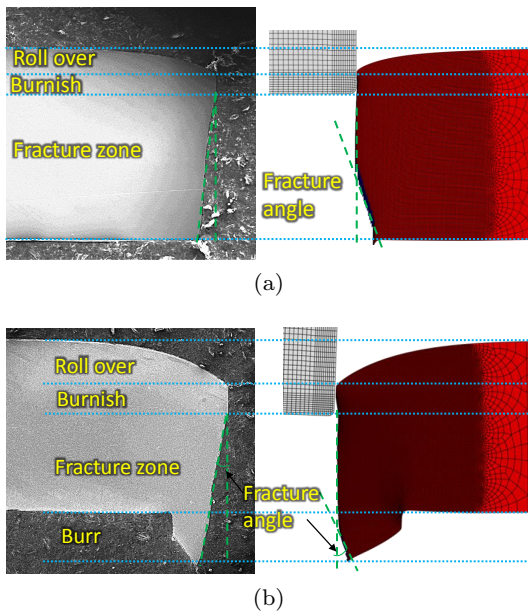 Roll over
Burnish
Fracture zone
Fracture
angle
(a)
Roll over
Burnish
Fracture zone
Fracture
angle
Burr
(b)